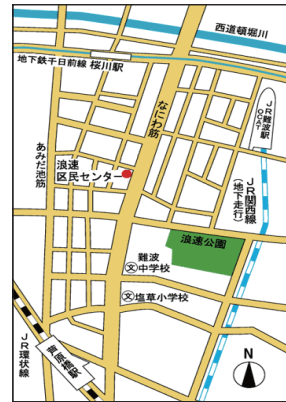 西道頓堀川
地下鉄千日前線 桜川駅
JR難波駅
OCAT
なにわ筋
あみだ池筋
浪速
区民センター
JR関西線
(地下走行)
浪速公園
難波
文中学校
文塩草小学校
芦原橋駅
JR環状線
N